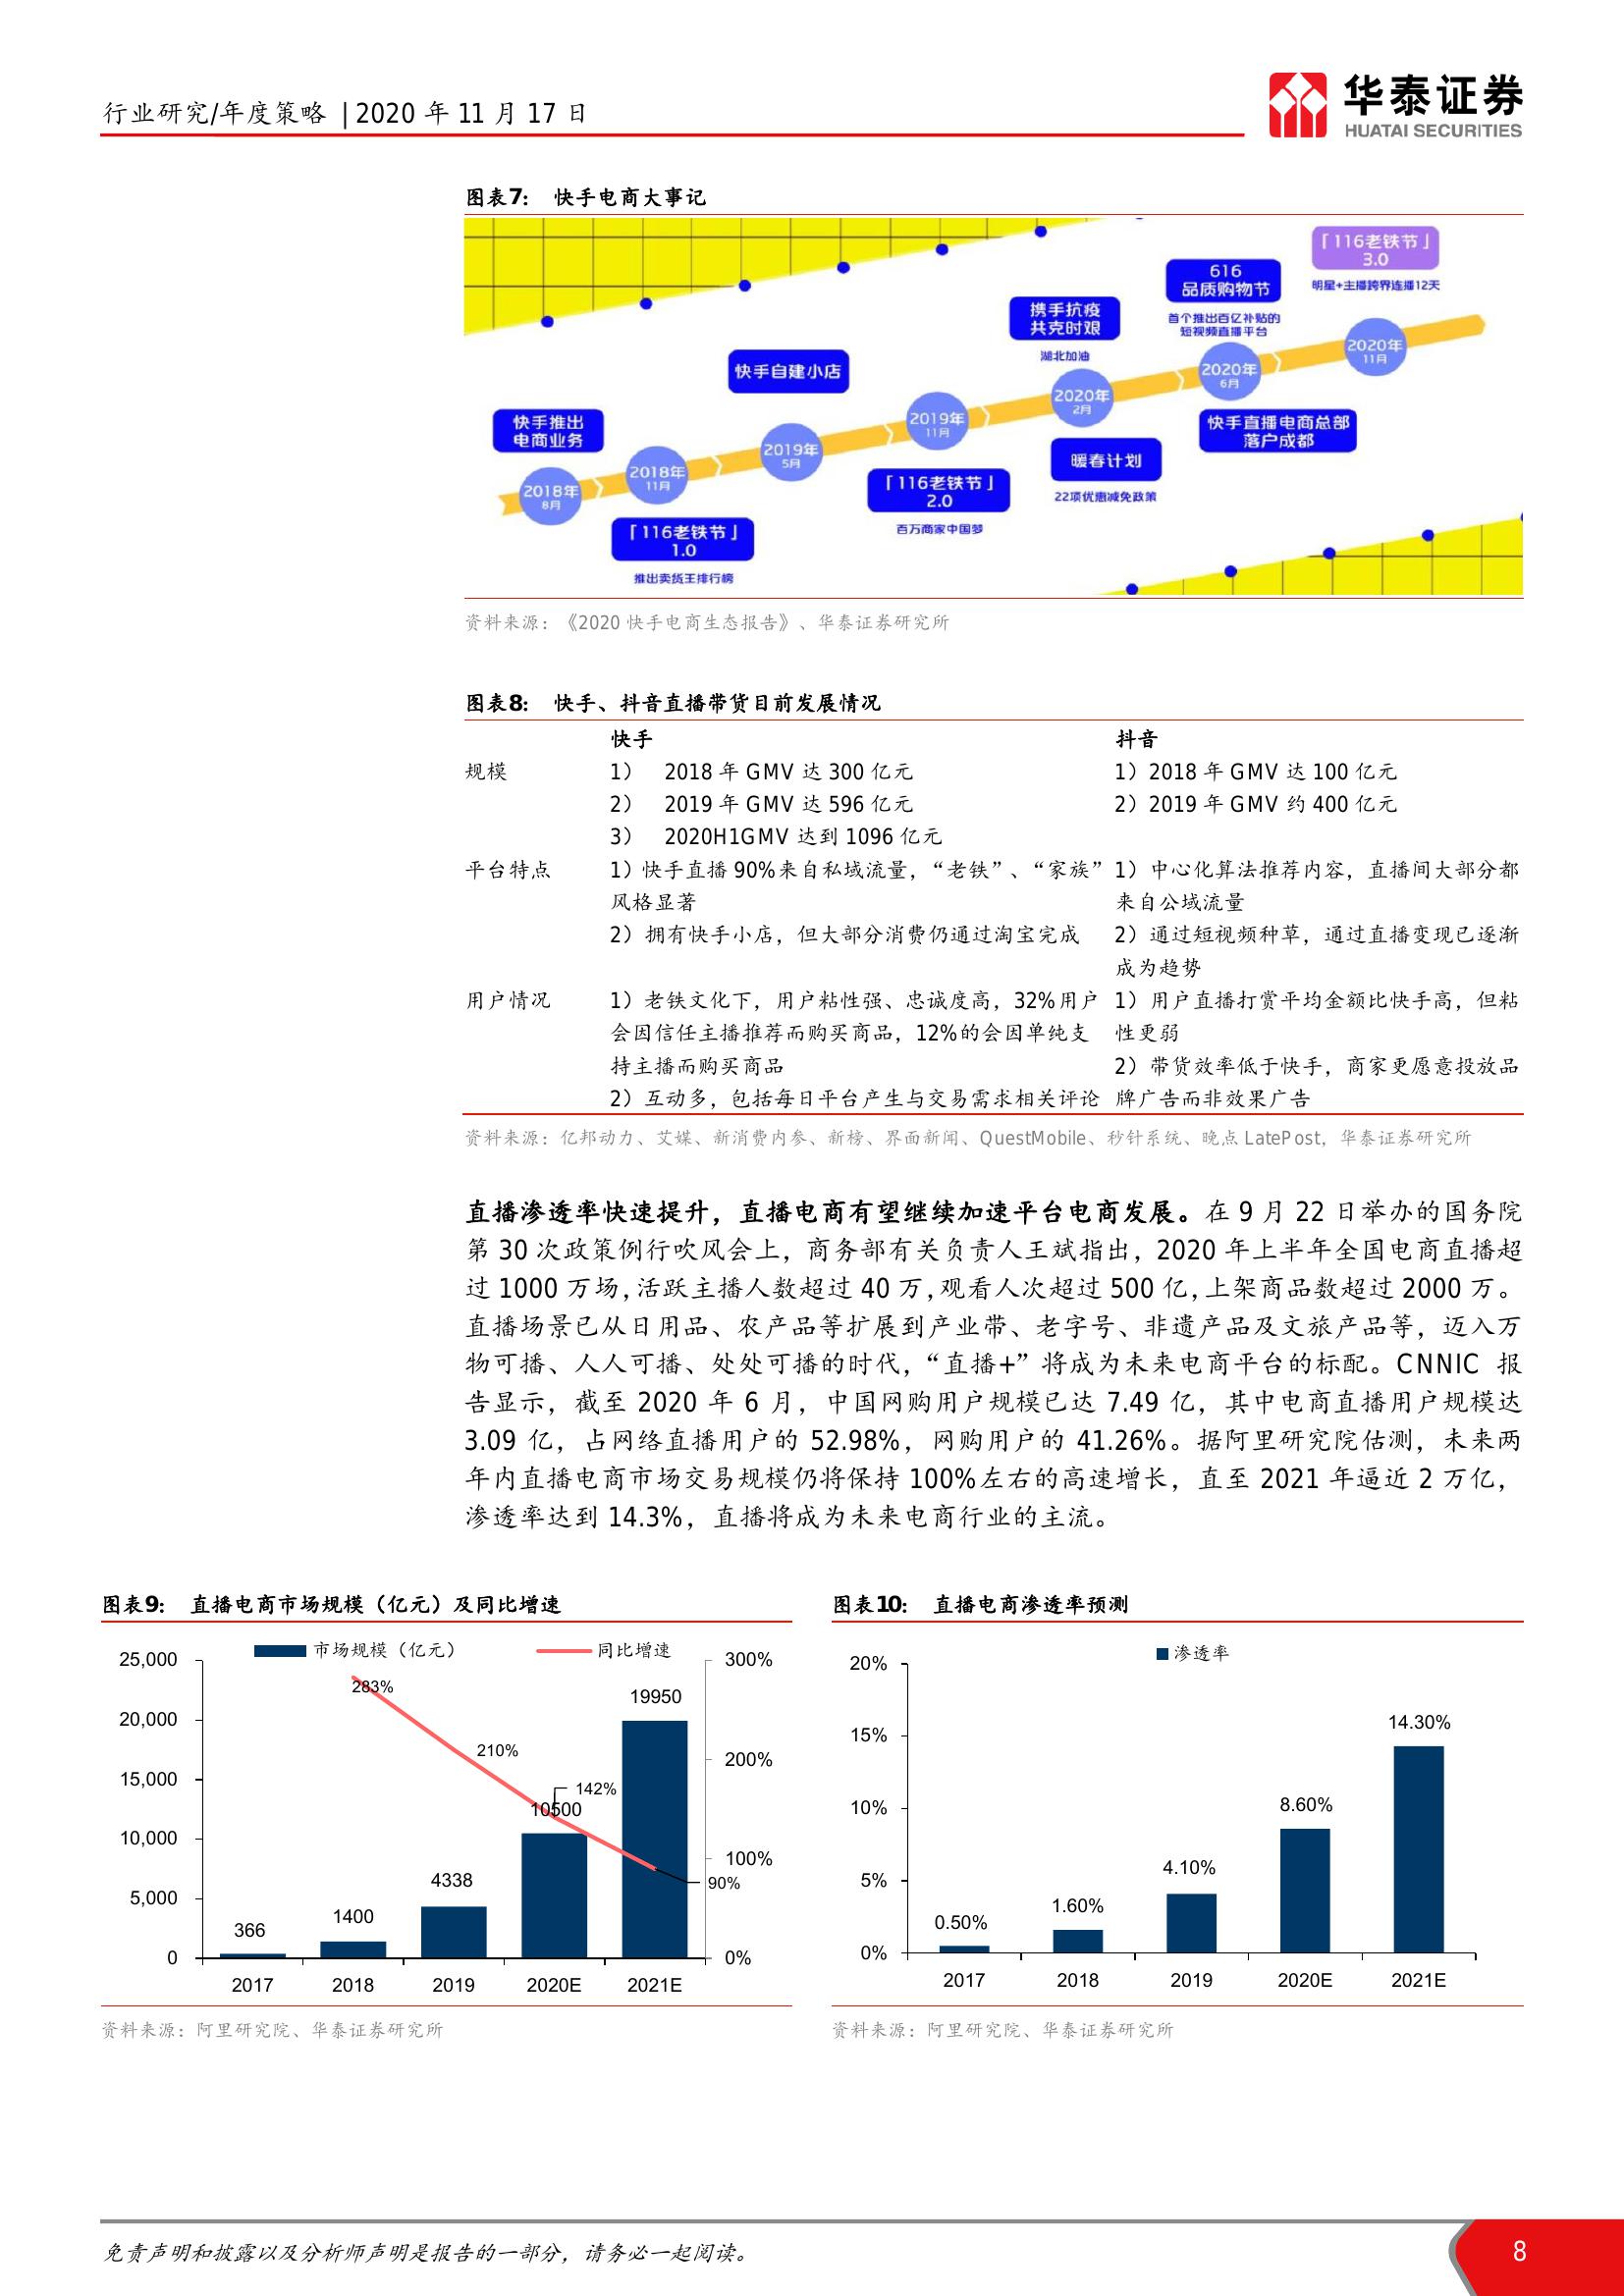 行业研究/年度策略 | 2020 年 11 月 17 日
华泰证券
HUATAI SECURITIES
图表7: 快手电商大事记
「116老铁节」
3.0
明星+主播跨界连播12天
616
品质购物节
首个推出百亿补贴的
短视频直播平台
携手抗疫
共克时艰
湖北加油
快手自建小店
快手推出
电商业务
2018年
8月
2018年
11月
2019年
5月
2019年
11月
2020年
2月
2020年
6月
2020年
11月
「116老铁节」
1.0
推出卖货王排行榜
「116老铁节」
2.0
百万商家中国梦
暖春计划
22项优惠减免政策
快手直播电商总部
落户成都
资料来源:《2020 快手电商生态报告》、华泰证券研究所
图表8: 快手、抖音直播带货目前发展情况
快手 抖音
规模 1) 2018 年 GMV 达 300 亿元 1)2018 年 GMV 达 100 亿元
2) 2019 年 GMV 达 596 亿元 2)2019 年 GMV 约 400 亿元
3) 2020H1GMV 达到 1096 亿元
平台特点 1)快手直播 90%来自私域流量,“老铁”、“家族” 1)中心化算法推荐内容,直播间大部分都
风格显著 来自公域流量
2)拥有快手小店,但大部分消费仍通过淘宝完成 2)通过短视频种草,通过直播变现已逐渐
成为趋势
用户情况 1)老铁文化下,用户粘性强、忠诚度高,32%用户 1)用户直播打赏平均金额比快手高,但粘
会因信任主播推荐而购买商品,12%的会因单纯支 性更弱
持主播而购买商品 2)带货效率低于快手,商家更愿意投放品
2)互动多,包括每日平台产生与交易需求相关评论 牌广告而非效果广告
资料来源:亿邦动力、艾媒、新消费内参、新榜、界面新闻、QuestMobile、秒针系统、晚点 LatePost,华泰证券研究所
直播渗透率快速提升,直播电商有望继续加速平台电商发展。在 9 月 22 日举办的国务院
第 30 次政策例行吹风会上,商务部有关负责人王斌指出,2020 年上半年全国电商直播超
过 1000 万场,活跃主播人数超过 40 万,观看人次超过 500 亿,上架商品数超过 2000 万。
直播场景已从日用品、农产品等扩展到产业带、老字号、非遗产品及文旅产品等,迈入万
物可播、人人可播、处处可播的时代,“直播+”将成为未来电商平台的标配。CNNIC 报
告显示,截至 2020 年 6 月,中国网购用户规模已达 7.49 亿,其中电商直播用户规模达
3.09 亿,占网络直播用户的 52.98%,网购用户的 41.26%。据阿里研究院估测,未来两
年内直播电商市场交易规模仍将保持 100%左右的高速增长,直至 2021 年逼近 2 万亿,
渗透率达到 14.3%,直播将成为未来电商行业的主流。
图表9: 直播电商市场规模(亿元)及同比增速
市场规模(亿元) 同比增速
25,000
20,000
15,000
10,000
5,000
0
300%
200%
100%
0%
283%
210%
142%
90%
366
1400
4338
10500
19950
2017 2018 2019 2020E 2021E
资料来源:阿里研究院、华泰证券研究所
图表10: 直播电商渗透率预测
渗透率
20%
15%
10%
5%
0%
0.50%
1.60%
4.10%
8.60%
14.30%
2017 2018 2019 2020E 2021E
资料来源:阿里研究院、华泰证券研究所
免责声明和披露以及分析师声明是报告的一部分,请务必一起阅读。
8